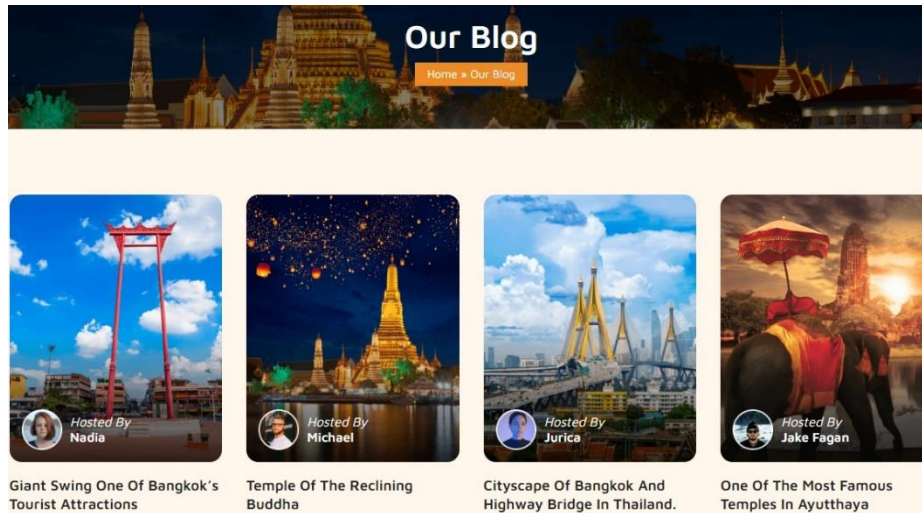 Our Blog
Home » Our Blog
Hosted By
Nadia
Hosted By
Michael
Hosted By
Jurica
Hosted By
Jake Fagan
Giant Swing One Of Bangkok’s
Tourist Attractions
Temple Of The Reclining
Buddha
Cityscape Of Bangkok And
Highway Bridge In Thailand.
One Of The Most Famous
Temples In Ayutthaya